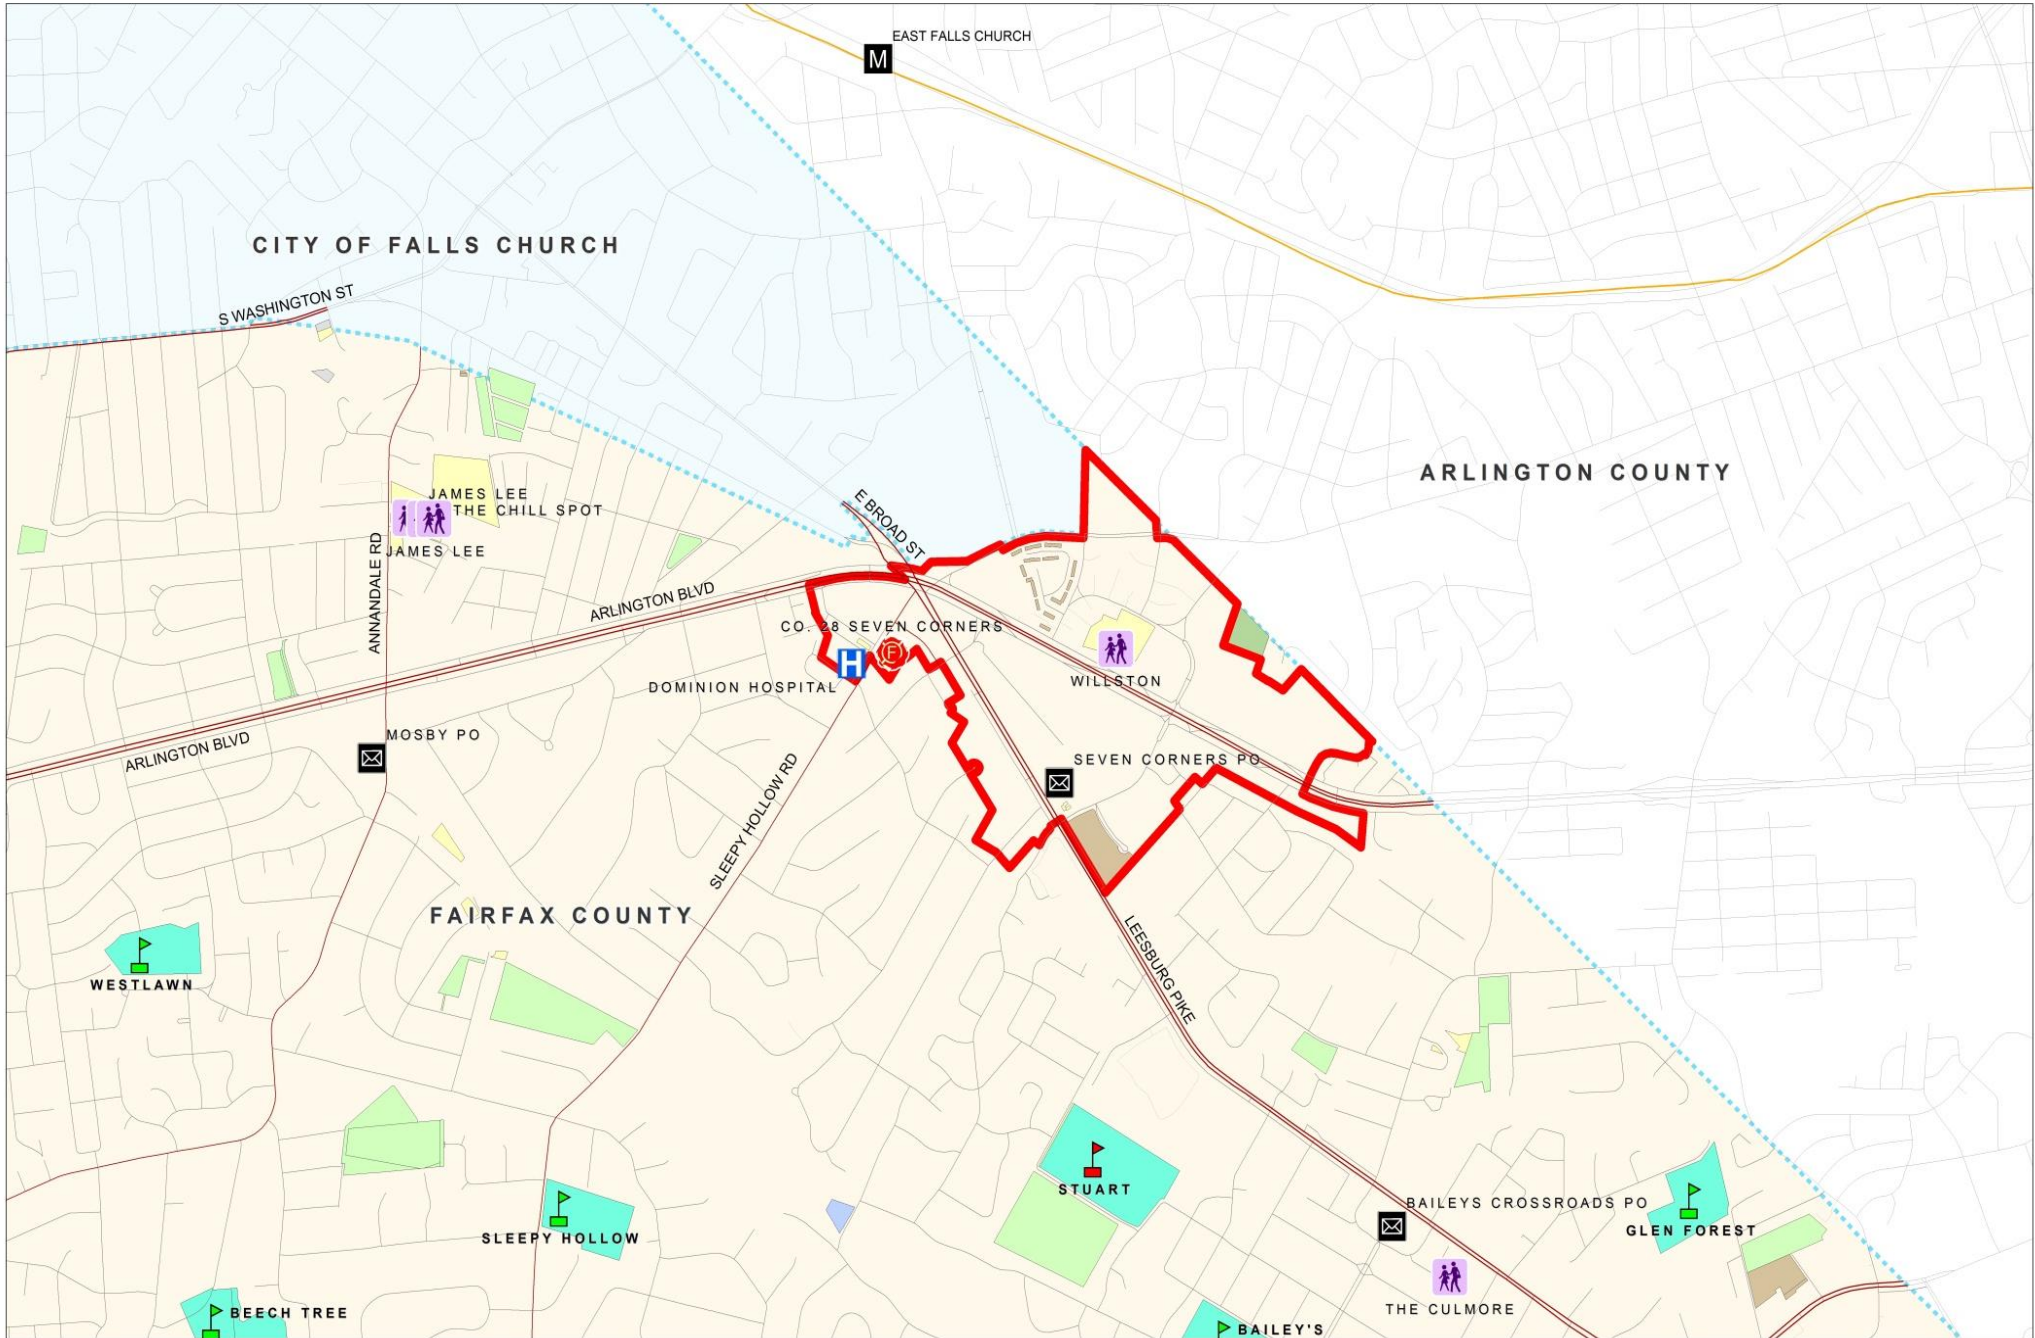 EAST FALLS CHURCH
M
CITY OF FALLS CHURCH
S WASHINGTON ST
ARLINGTON COUNTY
JAMES LEE
THE CHILL SPOT
E BROAD ST
ANNANDALE RD
JAMES LEE
ARLINGTON BLVD
CO. 28 SEVEN CORNERS
F
H
DOMINION HOSPITAL
WILLSTON
MOSBY PO
ARLINGTON BLVD
SEVEN CORNERS PO
SLEEPY HOLLOW RD
FAIRFAX COUNTY
LEESBURG PIKE
WESTLAWN
STUART
BAILEYS CROSSROADS PO
GLEN FOREST
SLEEPY HOLLOW
THE CULMORE
BEECH TREE
BAILEY'S